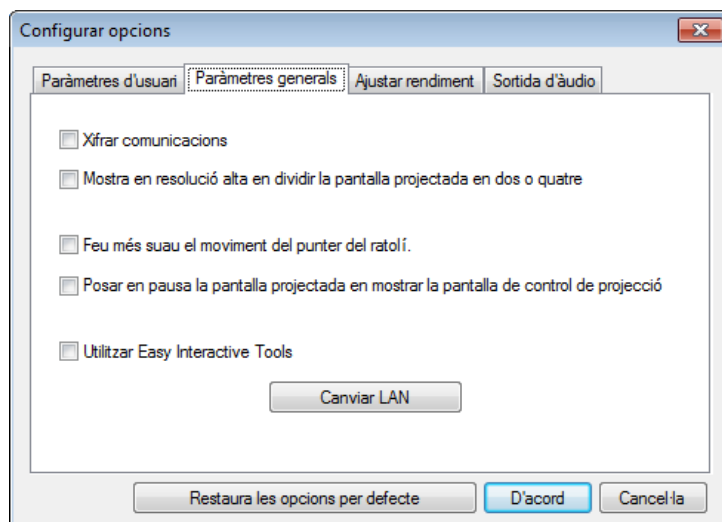 Configurar opcions
Paràmetres d'usuari
Paràmetres generals
Ajustar rendiment
Sortida d'àudio
Xifrar comunicacions
Mostra en resolució alta en dividir la pantalla projectada en dos o quatre
Feu més suau el moviment del punter del ratolí.
Posar en pausa la pantalla projectada en mostrar la pantalla de control de projecció
Utilitzar Easy Interactive Tools
Canviar LAN
Restaura les opcions per defecte
D'acord
Cancel·la